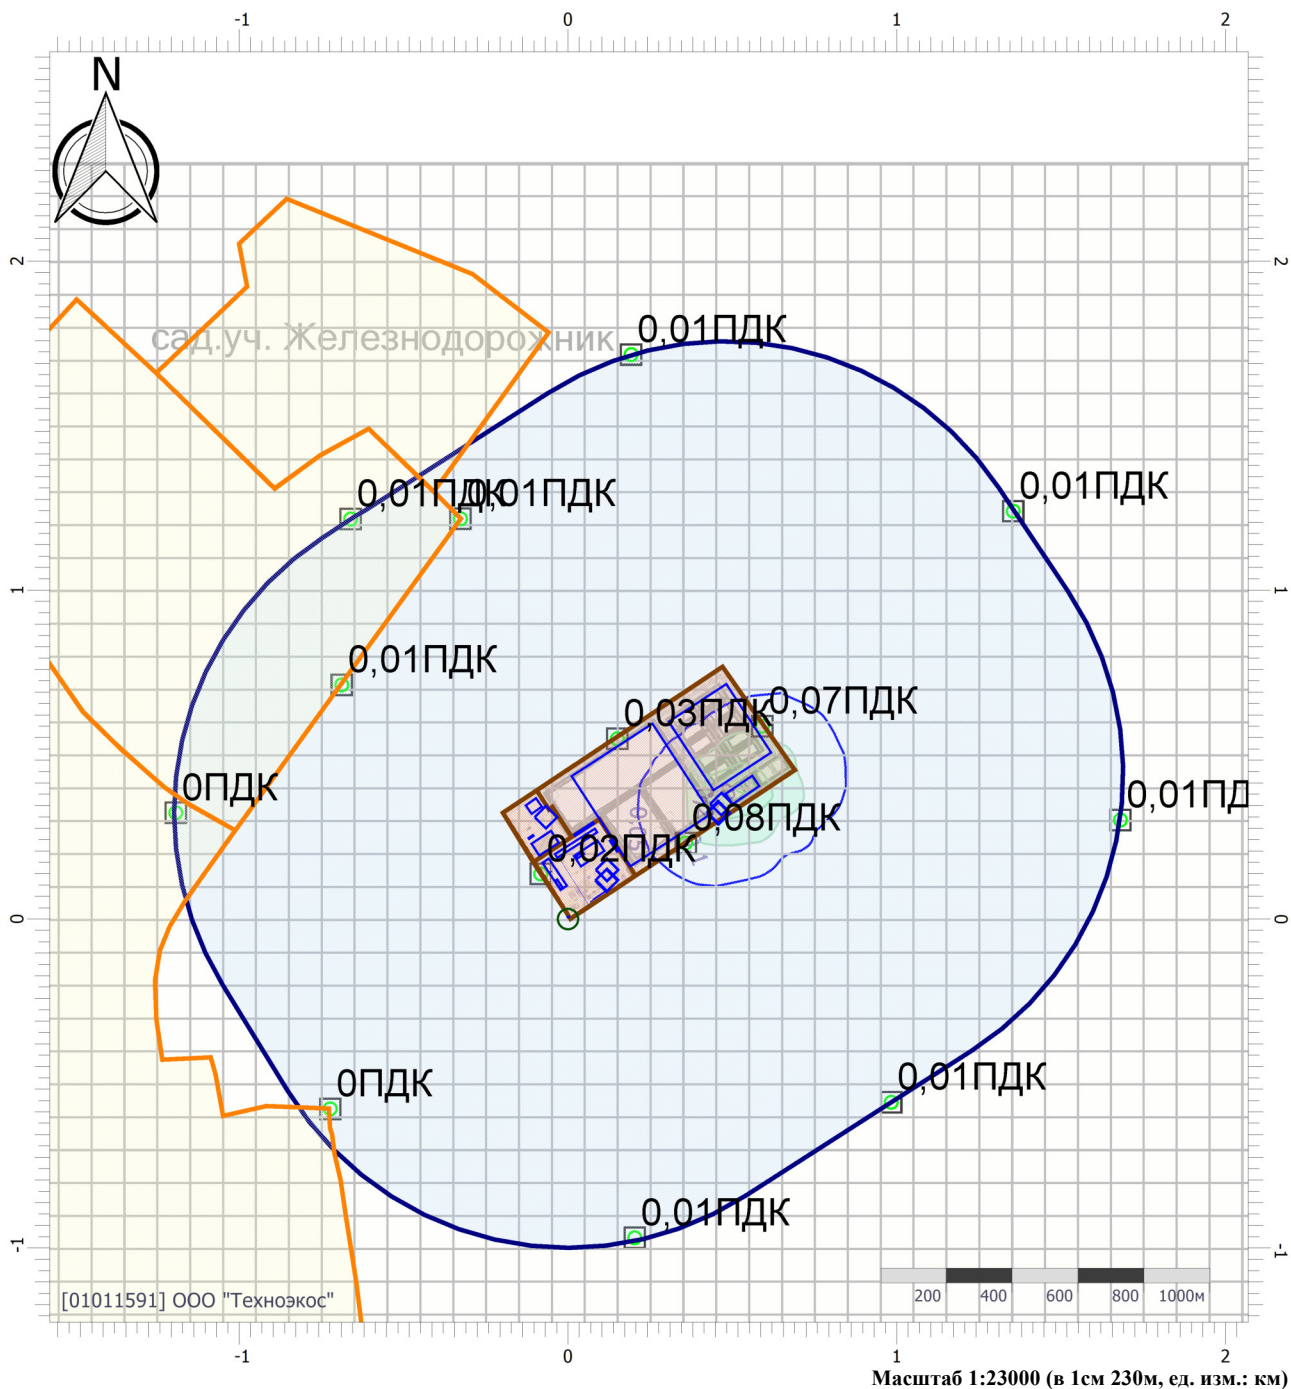 -1 0 1 2
N
2 2
сад.уч. Железнодорожник
0,01ПДК
0,01ПДК 0,01ПДК 0,01ПДК
1 1
0,01ПДК
0,03ПДК 0,07ПДК
0ПДК 0,01ПД
0,08ПДК
0,02ПДК
0 0
0ПДК 0,01ПДК
0,01ПДК
-1 -1
[01011591] ООО "Техноэкос" 200 400 600 800 1000м
-1 0 1 2
Масштаб 1:23000 (в 1см 230м, ед. изм.: км)